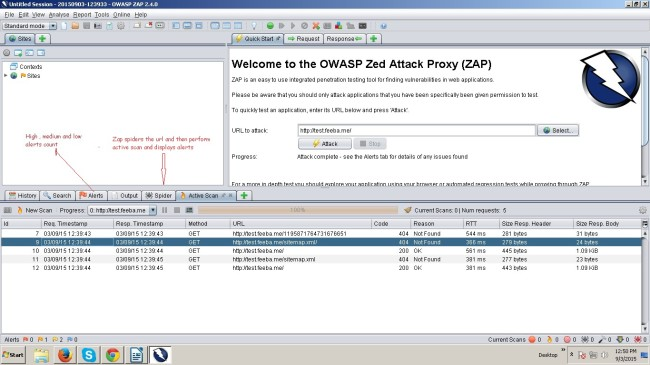 Untitled Session - 20150903-123933 - OWASP ZAP 2.4.0
File Edit View Analyse Report Tools Online Help
Standard mode
Sites
Quick Start Request Response
Contexts
Sites
Welcome to the OWASP Zed Attack Proxy (ZAP)
ZAP is an easy to use integrated penetration testing tool for finding vulnerabilities in web applications.
Please be aware that you should only attack applications that you have been specifically been given permission to test.
To quickly test an application, enter its URL below and press 'Attack'.
URL to attack: http://test.feeba.me/ Select...
Attack Stop
Progress: Attack complete - see the Alerts tab for details of any issues found
For a more in depth test you should explore your application using your browser or automated regression tests while proxying through ZAP.
High , medium and low
alerts count
Zap spiders the url and then perform
active scan and displays alerts
History Search Alerts Output Spider Active Scan
New Scan Progress: 0: http://test.feeba.me 100% Current Scans: 0 Num requests: 5
Id Req. Timestamp Resp. Timestamp Method URL Code Reason RTT Size Resp. Header Size Resp. Body
7 03/09/15 12:39:43 03/09/15 12:39:44 GET 404 Not Found 544 ms 281 bytes 31 bytes
9 03/09/15 12:39:44 03/09/15 12:39:44 GET http://test.feeba.me/sitemap.xml/ 404 Not Found 368 ms 279 bytes 24 bytes
10 03/09/15 12:39:44 03/09/15 12:39:44 GET http://test.feeba.me/ 200 OK 561 ms 445 bytes 1.09 KiB
11 03/09/15 12:39:44 03/09/15 12:39:45 GET http://test.feeba.me/sitemap.xml 404 Not Found 381 ms 277 bytes 23 bytes
12 03/09/15 12:39:44 03/09/15 12:39:45 GET http://test.feeba.me/ 200 OK 387 ms 443 bytes 1.09 KiB
Alerts 0 1 2 0 Current Scans 0 0 0 0 0 0
Start Desktop 12:50 PM
9/3/2015